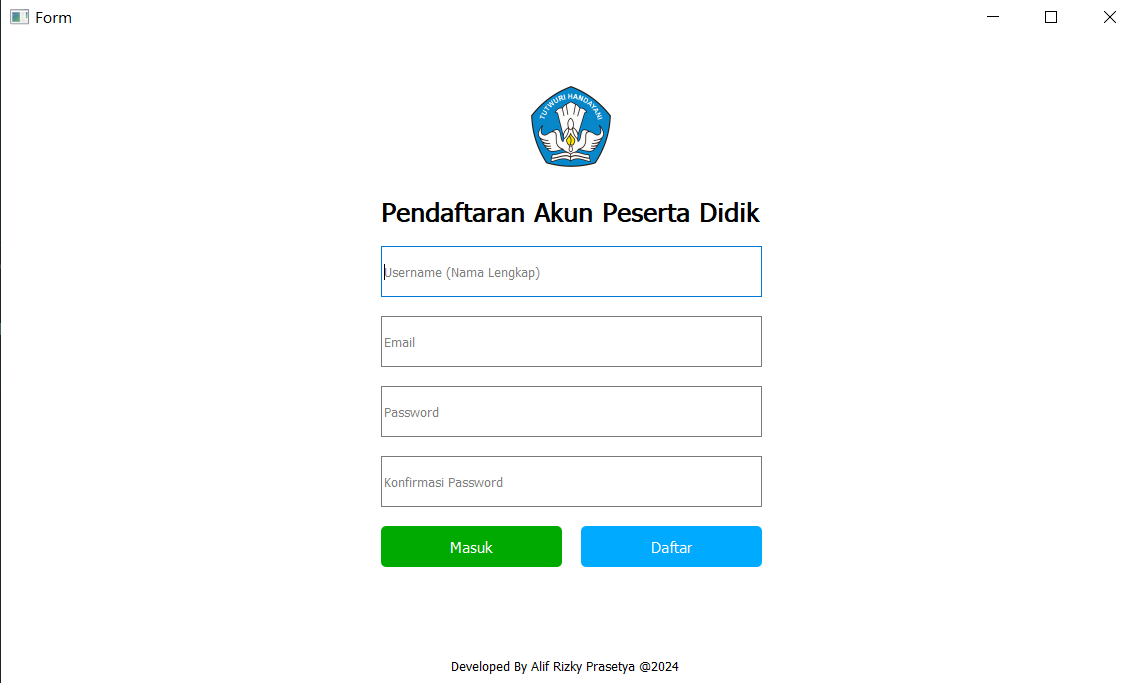 Form
TUTWURI HANDAYANI
Pendaftaran Akun Peserta Didik
Username (Nama Lengkap)
Email
Password
Konfirmasi Password
Masuk Daftar
Developed By Alif Rizky Prasetya @2024